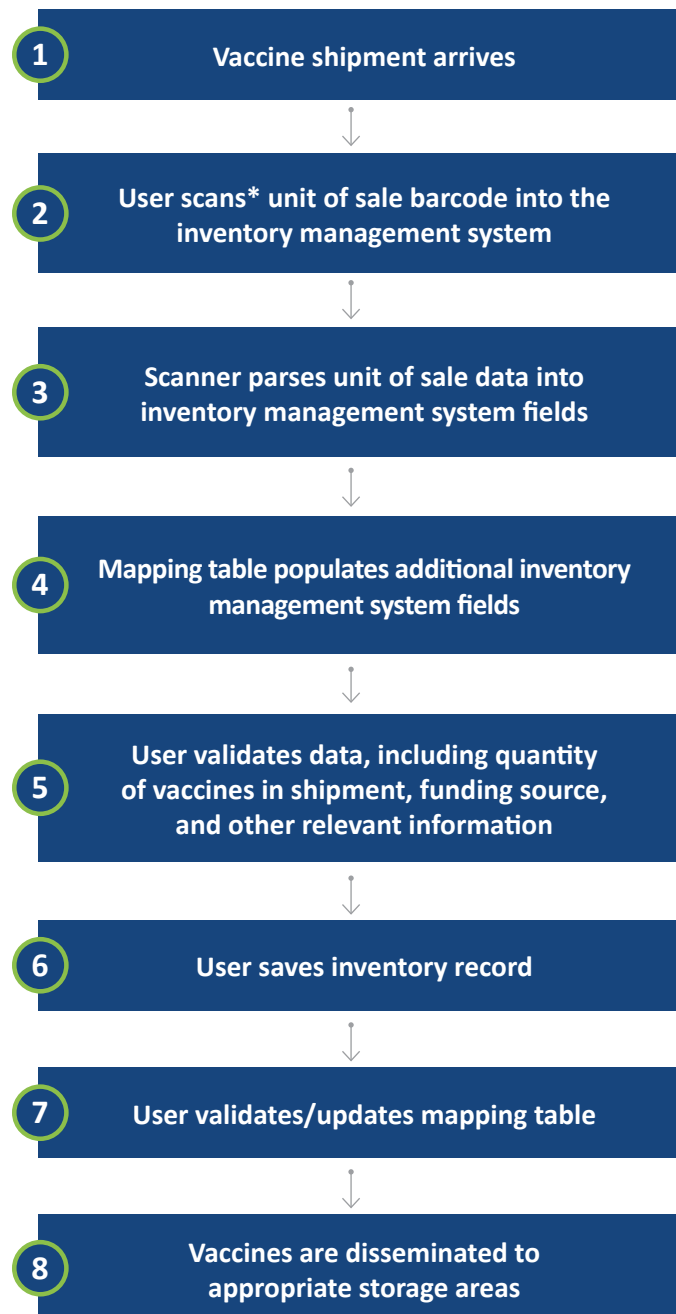 1
Vaccine shipment arrives
2
User scans* unit of sale barcode into the
inventory management system
3
Scanner parses unit of sale data into
inventory management system fields
4
Mapping table populates additional inventory
management system fields
5
User validates data, including quantity
of vaccines in shipment, funding source,
and other relevant information
6
User saves inventory record
7
User validates/updates mapping table
8
Vaccines are disseminated to
appropriate storage areas